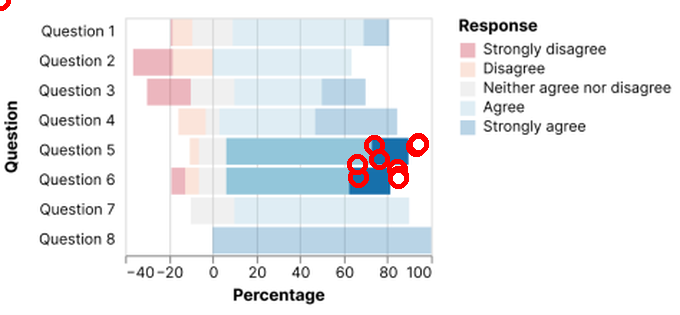 Question 1
Question 2
Question 3
Question 4
Question 5
Question 6
Question 7
Question 8
Question
−40 −20 0 20 40 60 80 100
Percentage
Response
Strongly disagree
Disagree
Neither agree nor disagree
Agree
Strongly agree